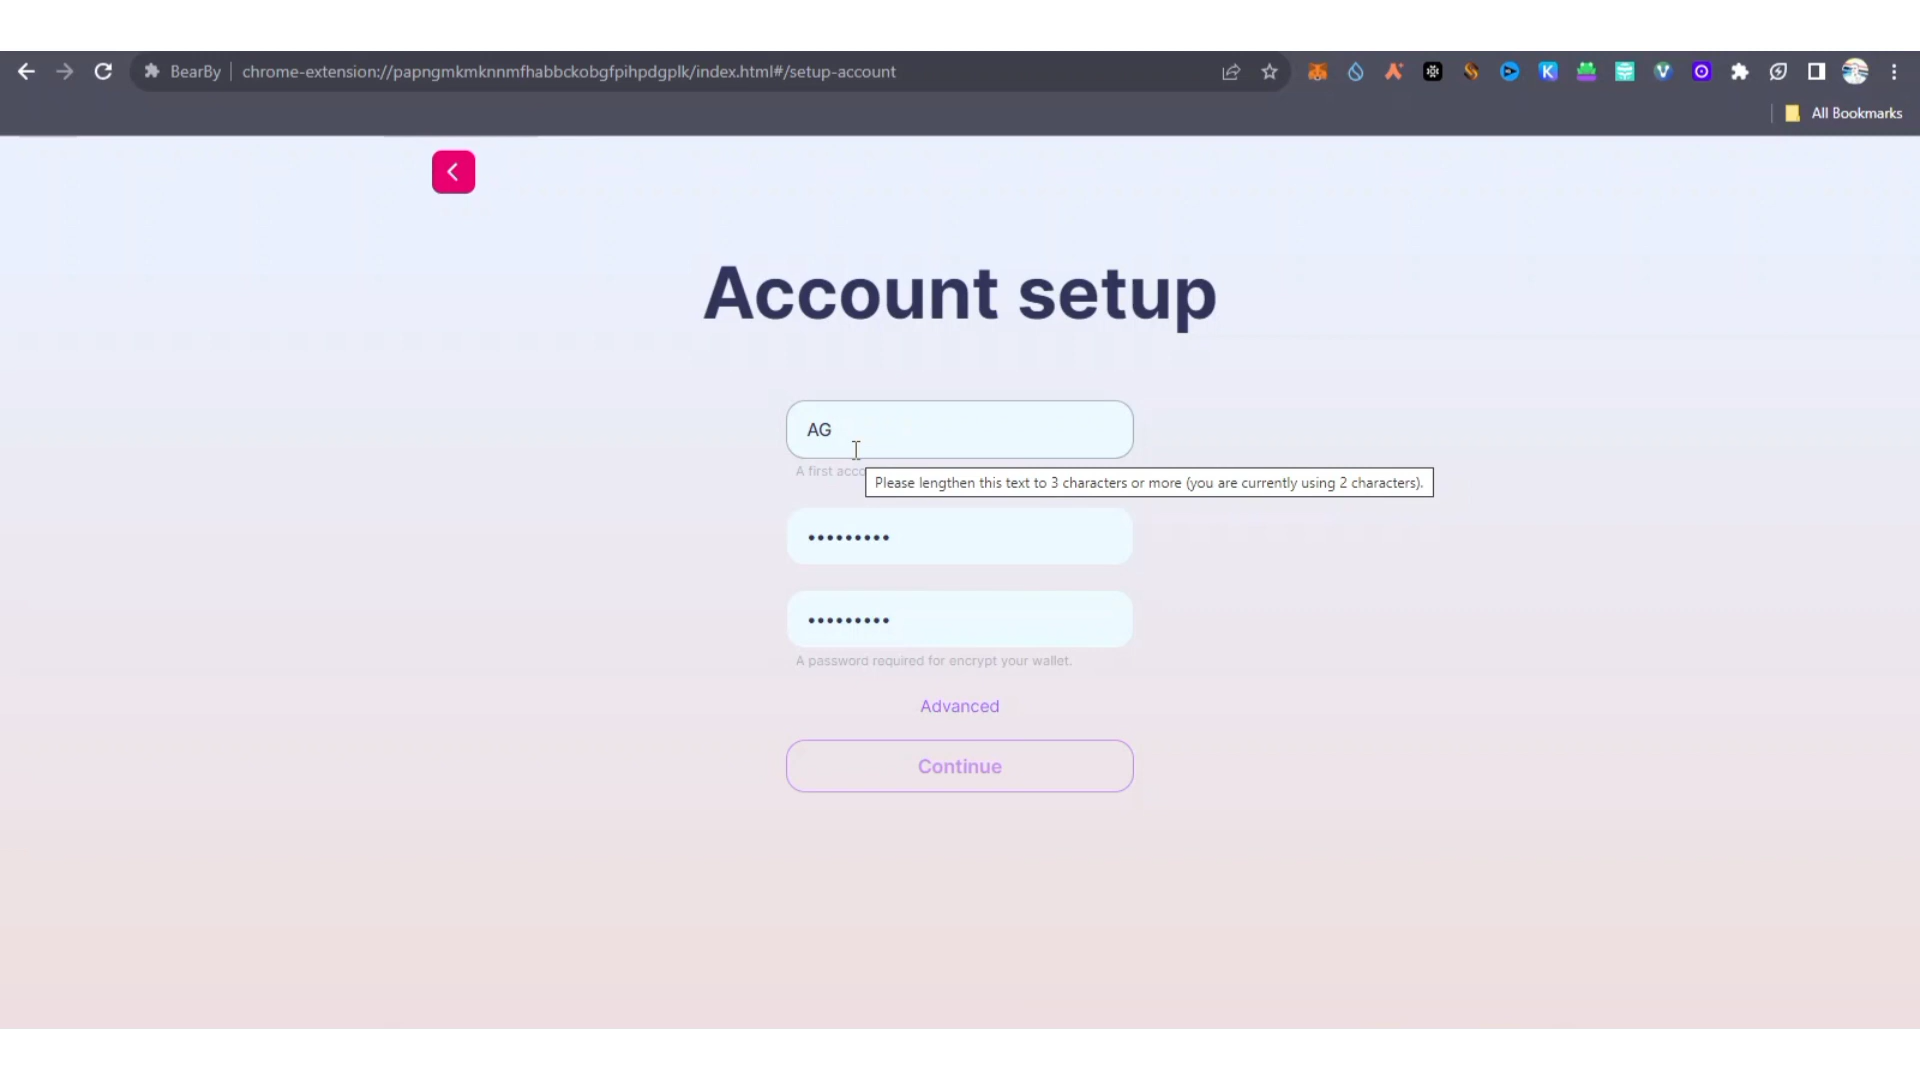 BearBy
chrome-extension://papngmkmknnmfhabbckobgfpihpdgplk/index.html#/setup-account
All Bookmarks
Account setup
AG
A first
Please lengthen this text to 3 characters or more (you are currently using 2 characters).
•••••••••
•••••••••
A password required for encrypt your wallet.
Advanced
Continue